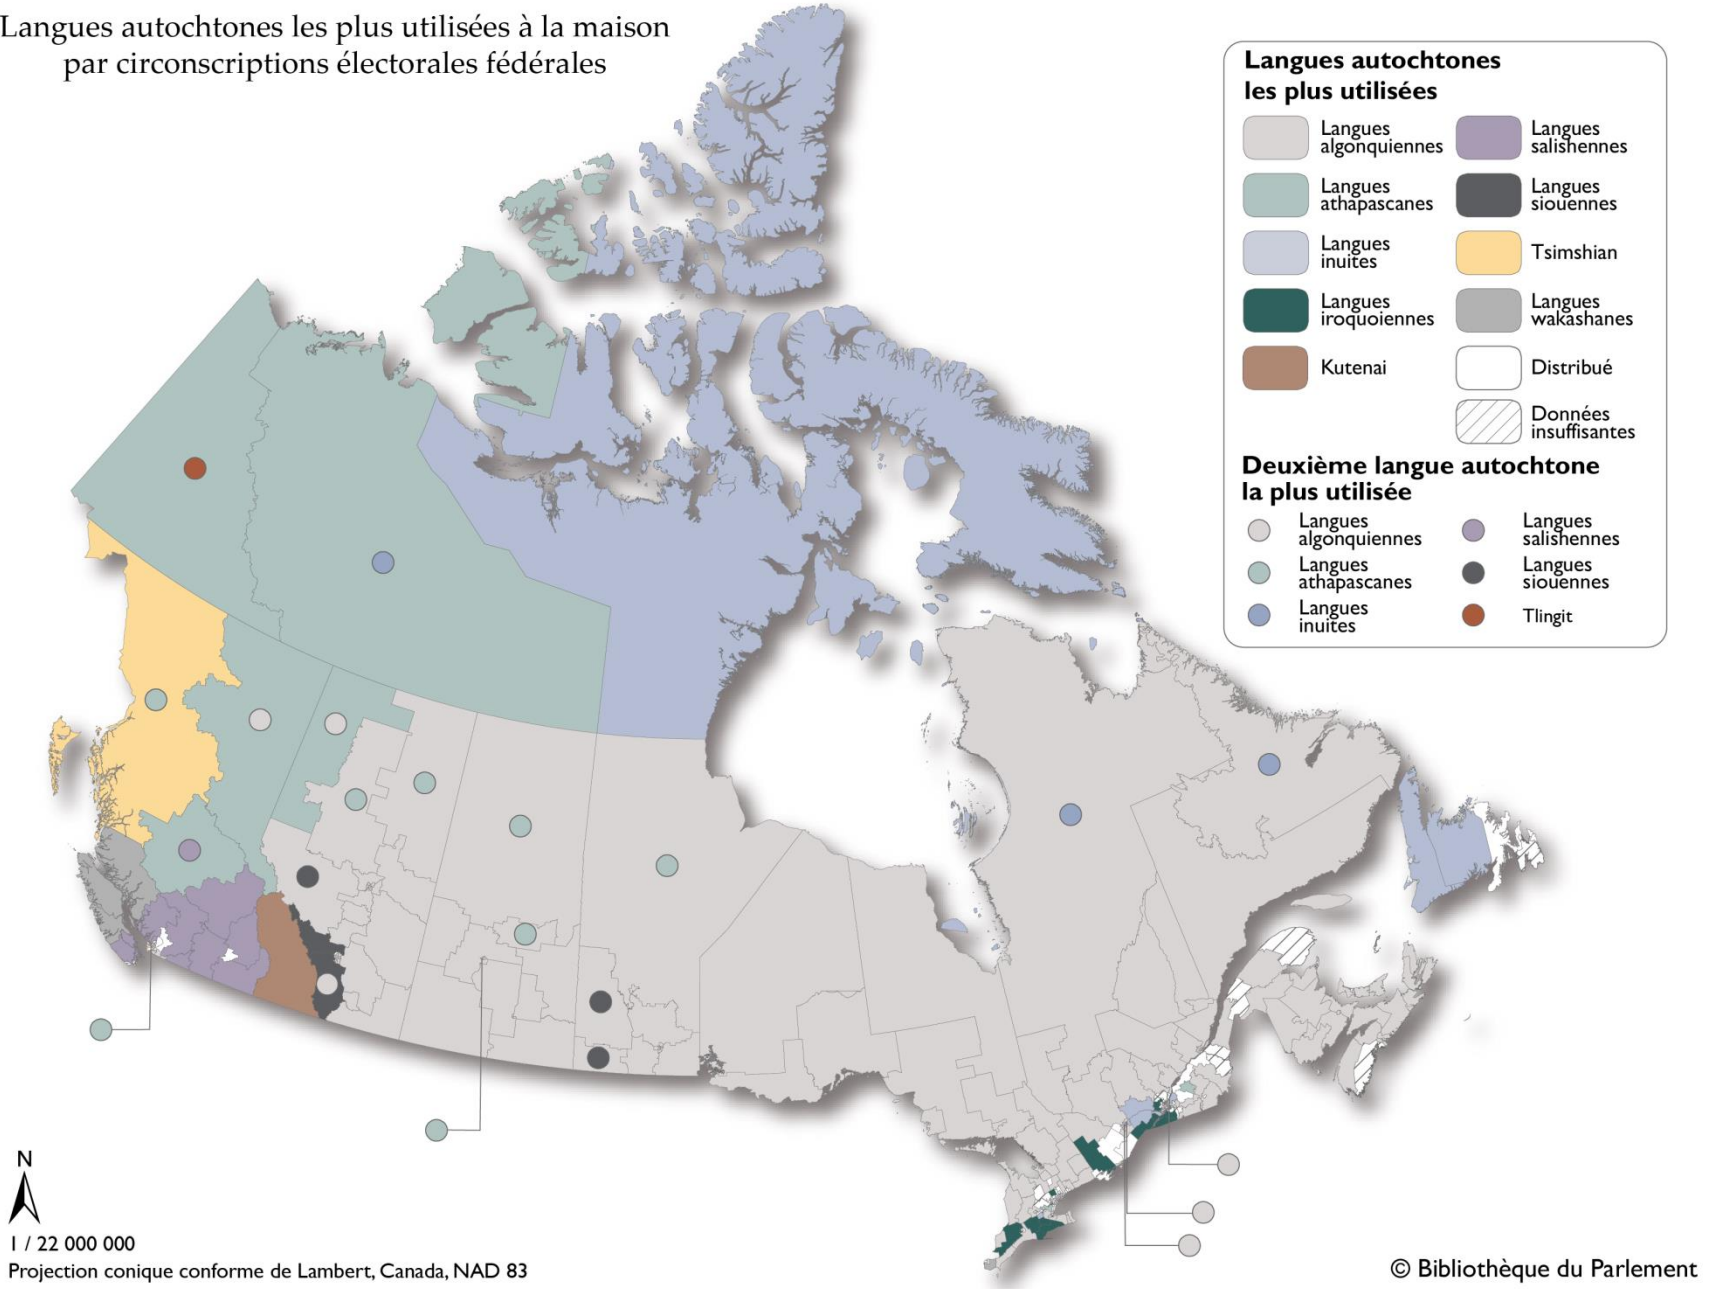 Langues autochtones les plus utilisées à la maison
par circonscriptions électorales fédérales
Langues autochtones
les plus utilisées
Langues
algonquiennes
Langues
athapascanes
Langues
inuites
Langues
iroquoiennes
Kutenai
Langues
salishennes
Langues
siouennes
Tsimshian
Langues
wakashanes
Distribué
Données
insuffisantes
Deuxième langue autochtone
la plus utilisée
Langues
algonquiennes
Langues
athapascanes
Langues
inuites
Langues
salishennes
Langues
siouennes
Tlingit
N
1 / 22 000 000
Projection conique conforme de Lambert, Canada, NAD 83
© Bibliothèque du Parlement